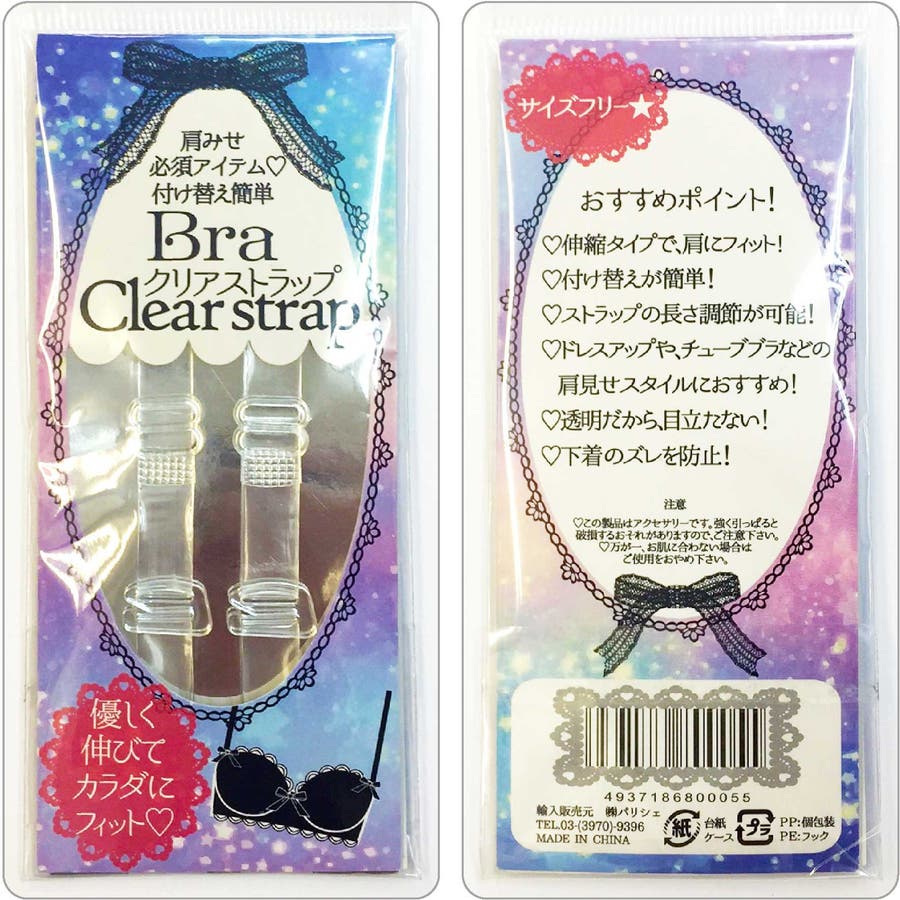 肩みせ
必須アイテム♡
付け替え簡単
Bra
クリアストラップ
Clear strap
優しく
伸びて
カラダに
フィット♡
サイズフリー★
おすすめポイント!
♡伸縮タイプで、肩にフィット!
♡付け替えが簡単!
♡ストラップの長さ調節が可能!
♡ドレスアップや、チューブブラなどの
肩見せスタイルにおすすめ!
♡透明だから、目立たない!
♡下着のズレを防止!
注意
♡この製品はアクセサリーです。強く引っぱると
破損するおそれがありますので、ご注意下さい。
♡万が一、お肌に合わない場合は
ご使用をおやめ下さい。
4937186800055
輸入販売元 ㈱パリシェ
TEL.03-(3970)-9396
MADE IN CHINA
紙 台紙
ケース
プラ PP:個包装
PE:フック